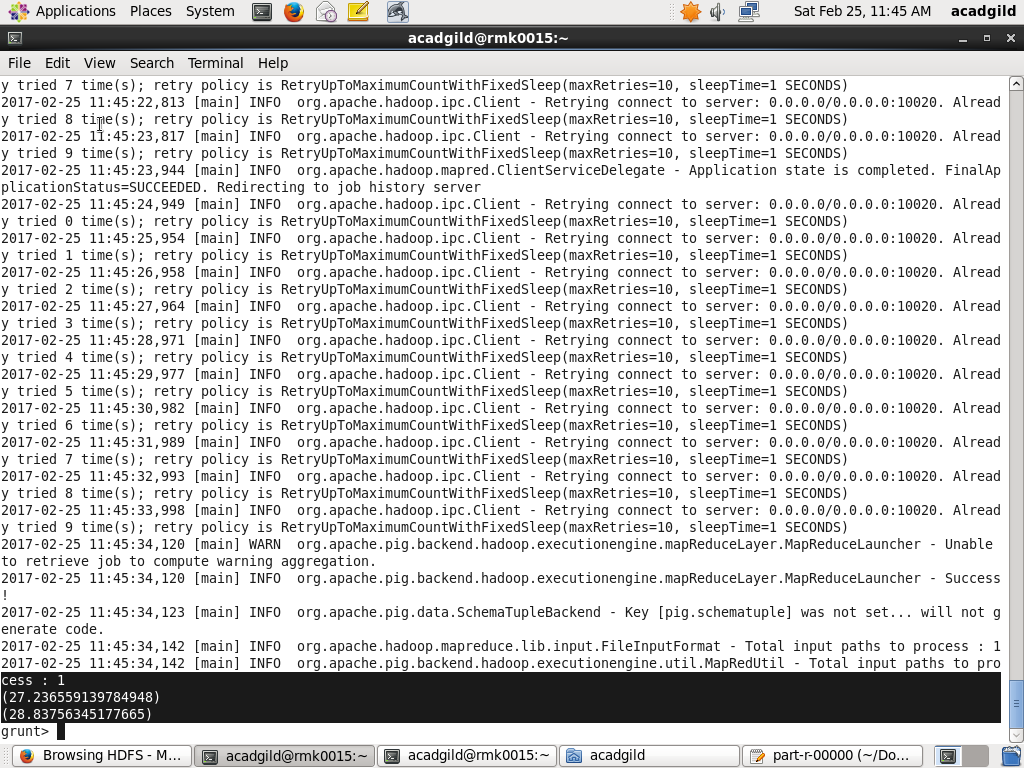 Applications Places System Sat Feb 25, 11:45 AM acadgild
acadgild@rmk0015:~
File Edit View Search Terminal Help
y tried 7 time(s); retry policy is RetryUpToMaximumCountWithFixedSleep(maxRetries=10, sleepTime=1 SECONDS)
2017-02-25 11:45:22,813 [main] INFO  org.apache.hadoop.ipc.Client - Retrying connect to server: 0.0.0.0/0.0.0.0:10020. Alread
y tried 8 time(s); retry policy is RetryUpToMaximumCountWithFixedSleep(maxRetries=10, sleepTime=1 SECONDS)
2017-02-25 11:45:23,817 [main] INFO  org.apache.hadoop.ipc.Client - Retrying connect to server: 0.0.0.0/0.0.0.0:10020. Alread
y tried 9 time(s); retry policy is RetryUpToMaximumCountWithFixedSleep(maxRetries=10, sleepTime=1 SECONDS)
2017-02-25 11:45:23,944 [main] INFO  org.apache.hadoop.mapred.ClientServiceDelegate - Application state is completed. FinalAp
plicationStatus=SUCCEEDED. Redirecting to job history server
2017-02-25 11:45:24,949 [main] INFO  org.apache.hadoop.ipc.Client - Retrying connect to server: 0.0.0.0/0.0.0.0:10020. Alread
y tried 0 time(s); retry policy is RetryUpToMaximumCountWithFixedSleep(maxRetries=10, sleepTime=1 SECONDS)
2017-02-25 11:45:25,954 [main] INFO  org.apache.hadoop.ipc.Client - Retrying connect to server: 0.0.0.0/0.0.0.0:10020. Alread
y tried 1 time(s); retry policy is RetryUpToMaximumCountWithFixedSleep(maxRetries=10, sleepTime=1 SECONDS)
2017-02-25 11:45:26,958 [main] INFO  org.apache.hadoop.ipc.Client - Retrying connect to server: 0.0.0.0/0.0.0.0:10020. Alread
y tried 2 time(s); retry policy is RetryUpToMaximumCountWithFixedSleep(maxRetries=10, sleepTime=1 SECONDS)
2017-02-25 11:45:27,964 [main] INFO  org.apache.hadoop.ipc.Client - Retrying connect to server: 0.0.0.0/0.0.0.0:10020. Alread
y tried 3 time(s); retry policy is RetryUpToMaximumCountWithFixedSleep(maxRetries=10, sleepTime=1 SECONDS)
2017-02-25 11:45:28,971 [main] INFO  org.apache.hadoop.ipc.Client - Retrying connect to server: 0.0.0.0/0.0.0.0:10020. Alread
y tried 4 time(s); retry policy is RetryUpToMaximumCountWithFixedSleep(maxRetries=10, sleepTime=1 SECONDS)
2017-02-25 11:45:29,977 [main] INFO  org.apache.hadoop.ipc.Client - Retrying connect to server: 0.0.0.0/0.0.0.0:10020. Alread
y tried 5 time(s); retry policy is RetryUpToMaximumCountWithFixedSleep(maxRetries=10, sleepTime=1 SECONDS)
2017-02-25 11:45:30,982 [main] INFO  org.apache.hadoop.ipc.Client - Retrying connect to server: 0.0.0.0/0.0.0.0:10020. Alread
y tried 6 time(s); retry policy is RetryUpToMaximumCountWithFixedSleep(maxRetries=10, sleepTime=1 SECONDS)
2017-02-25 11:45:31,989 [main] INFO  org.apache.hadoop.ipc.Client - Retrying connect to server: 0.0.0.0/0.0.0.0:10020. Alread
y tried 7 time(s); retry policy is RetryUpToMaximumCountWithFixedSleep(maxRetries=10, sleepTime=1 SECONDS)
2017-02-25 11:45:32,993 [main] INFO  org.apache.hadoop.ipc.Client - Retrying connect to server: 0.0.0.0/0.0.0.0:10020. Alread
y tried 8 time(s); retry policy is RetryUpToMaximumCountWithFixedSleep(maxRetries=10, sleepTime=1 SECONDS)
2017-02-25 11:45:33,998 [main] INFO  org.apache.hadoop.ipc.Client - Retrying connect to server: 0.0.0.0/0.0.0.0:10020. Alread
y tried 9 time(s); retry policy is RetryUpToMaximumCountWithFixedSleep(maxRetries=10, sleepTime=1 SECONDS)
2017-02-25 11:45:34,120 [main] WARN  org.apache.pig.backend.hadoop.executionengine.mapReduceLayer.MapReduceLauncher - Unable
to retrieve job to compute warning aggregation.
2017-02-25 11:45:34,120 [main] INFO  org.apache.pig.backend.hadoop.executionengine.mapReduceLayer.MapReduceLauncher - Success
!
2017-02-25 11:45:34,123 [main] INFO  org.apache.pig.data.SchemaTupleBackend - Key [pig.schematuple] was not set... will not g
enerate code.
2017-02-25 11:45:34,142 [main] INFO  org.apache.hadoop.mapreduce.lib.input.FileInputFormat - Total input paths to process : 1
2017-02-25 11:45:34,142 [main] INFO  org.apache.pig.backend.hadoop.executionengine.util.MapRedUtil - Total input paths to pro
cess : 1
(27.236559139784948)
(28.83756345177665)
grunt>
Browsing HDFS - M... acadgild@rmk0015:~ acadgild@rmk0015:~ acadgild part-r-00000 (~/Do...